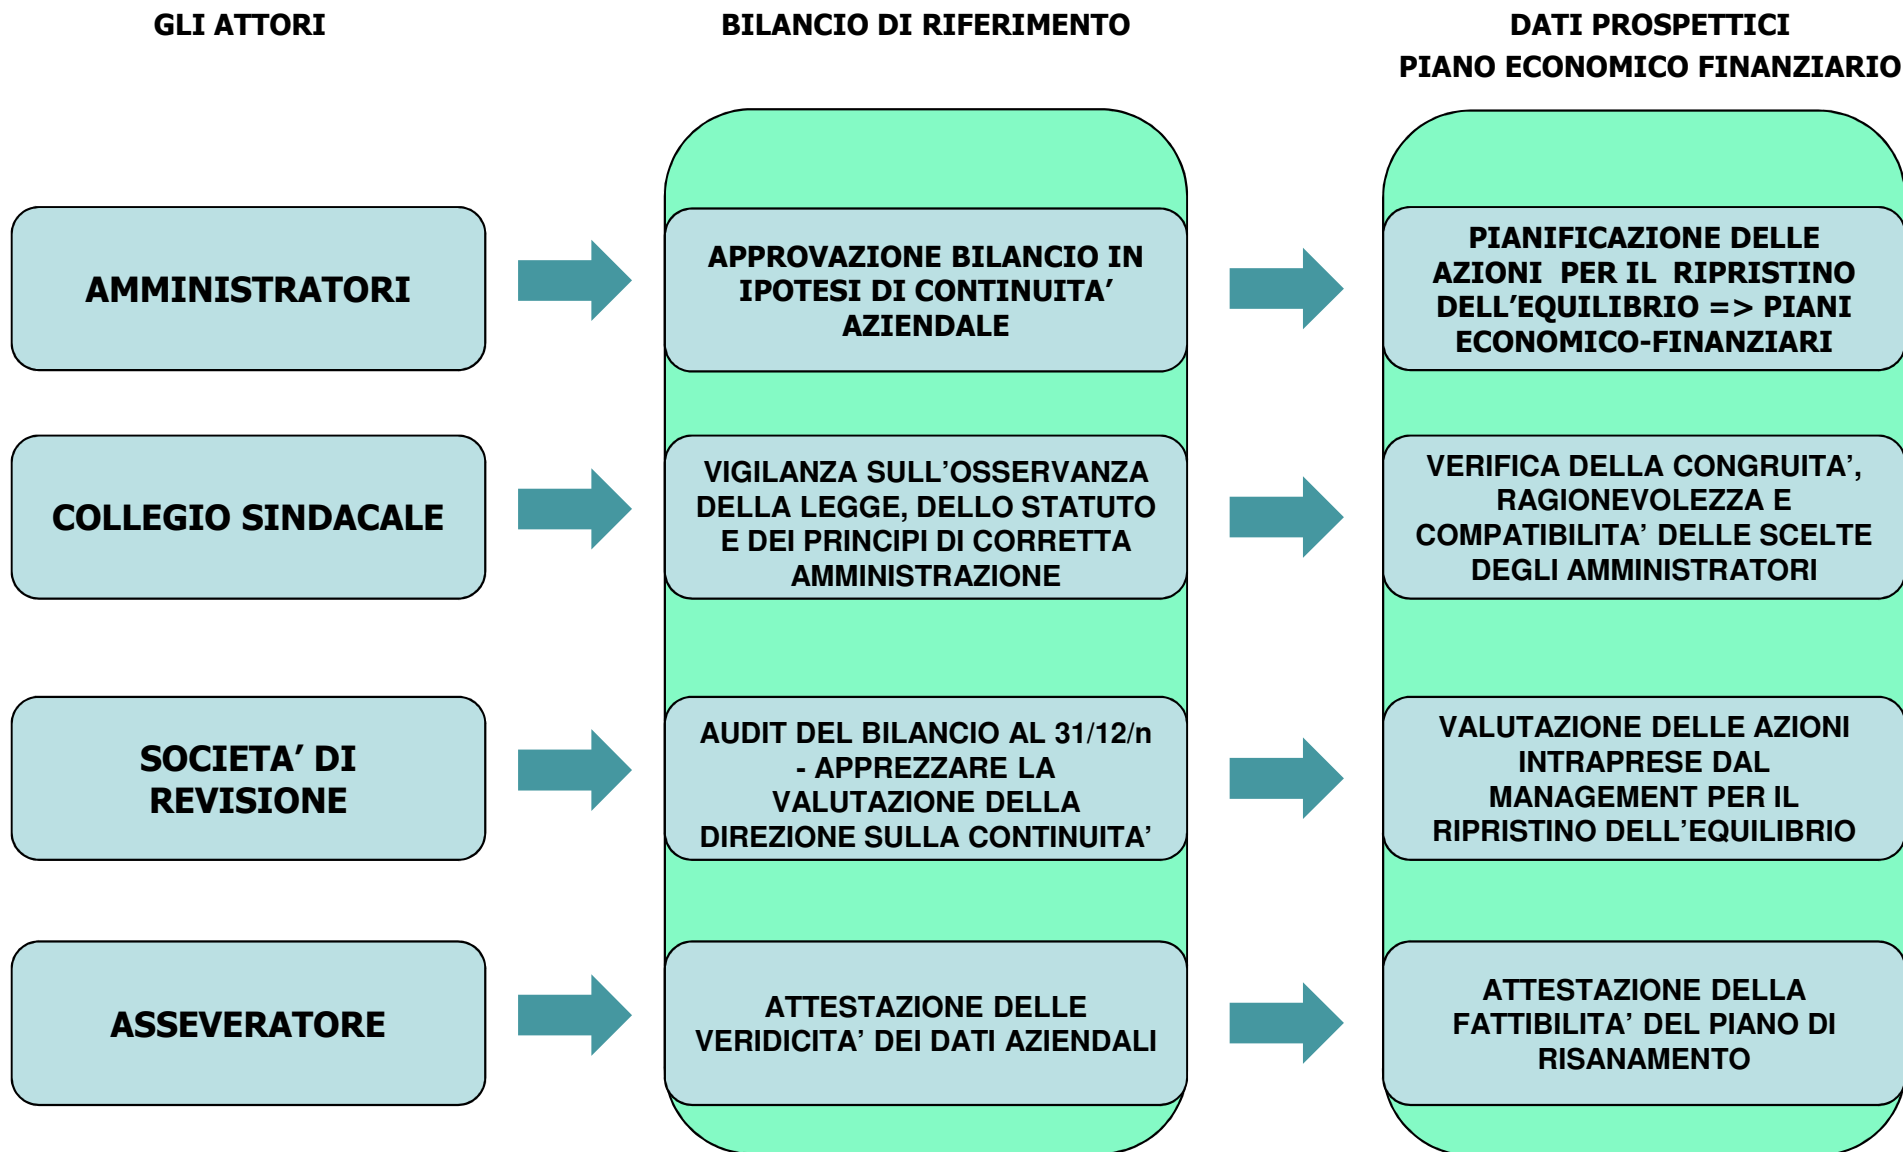 GLI ATTORI
BILANCIO DI RIFERIMENTO
DATI PROSPETTICI
PIANO ECONOMICO FINANZIARIO
AMMINISTRATORI
APPROVAZIONE BILANCIO IN
IPOTESI DI CONTINUITA’
AZIENDALE
PIANIFICAZIONE DELLE
AZIONI PER IL RIPRISTINO
DELL’EQUILIBRIO => PIANI
ECONOMICO-FINANZIARI
COLLEGIO SINDACALE
VIGILANZA SULL’OSSERVANZA
DELLA LEGGE, DELLO STATUTO
E DEI PRINCIPI DI CORRETTA
AMMINISTRAZIONE
VERIFICA DELLA CONGRUITA’,
RAGIONEVOLEZZA E
COMPATIBILITA’ DELLE SCELTE
DEGLI AMMINISTRATORI
SOCIETA’ DI
REVISIONE
AUDIT DEL BILANCIO AL 31/12/n
- APPREZZARE LA
VALUTAZIONE DELLA
DIREZIONE SULLA CONTINUITA’
VALUTAZIONE DELLE AZIONI
INTRAPRESE DAL
MANAGEMENT PER IL
RIPRISTINO DELL’EQUILIBRIO
ASSEVERATORE
ATTESTAZIONE DELLE
VERIDICITA’ DEI DATI AZIENDALI
ATTESTAZIONE DELLA
FATTIBILITA’ DEL PIANO DI
RISANAMENTO